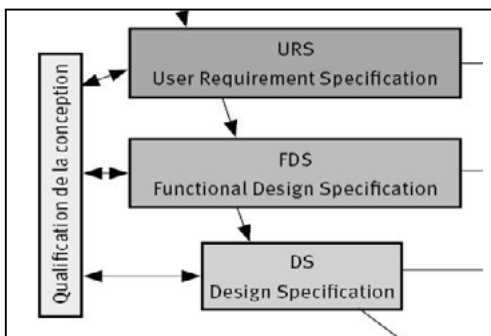 Qualification de la conception
URS
User Requirement Specification
FDS
Functional Design Specification
DS
Design Specification